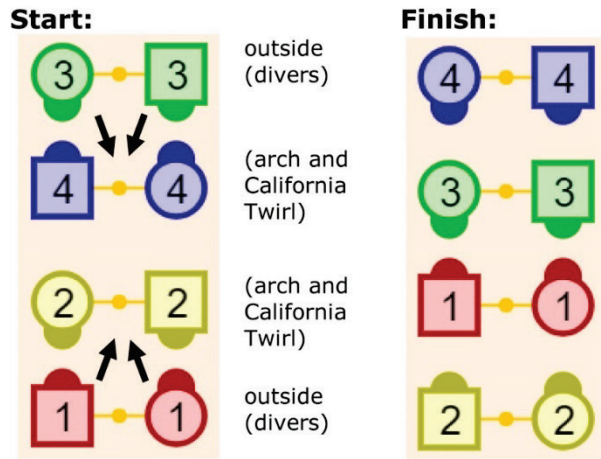 Start:
Finish:
3 3
outside
(divers)
4 4
4 4
(arch and
California
Twirl)
3 3
2 2
(arch and
California
Twirl)
1 1
1 1
outside
(divers)
2 2